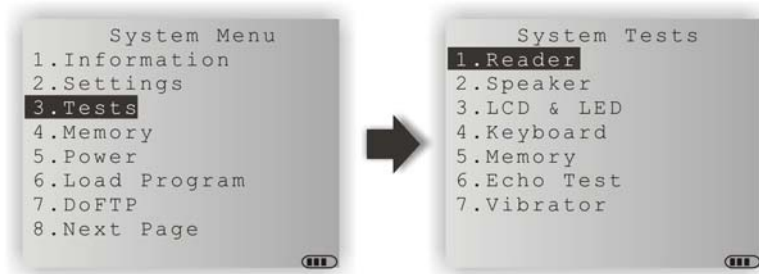 System Menu
1.Information
2.Settings
3.Tests
4.Memory
5.Power
6.Load Program
7.DoFTP
8.Next Page
System Tests
1.Reader
2.Speaker
3.LCD & LED
4.Keyboard
5.Memory
6.Echo Test
7.Vibrator